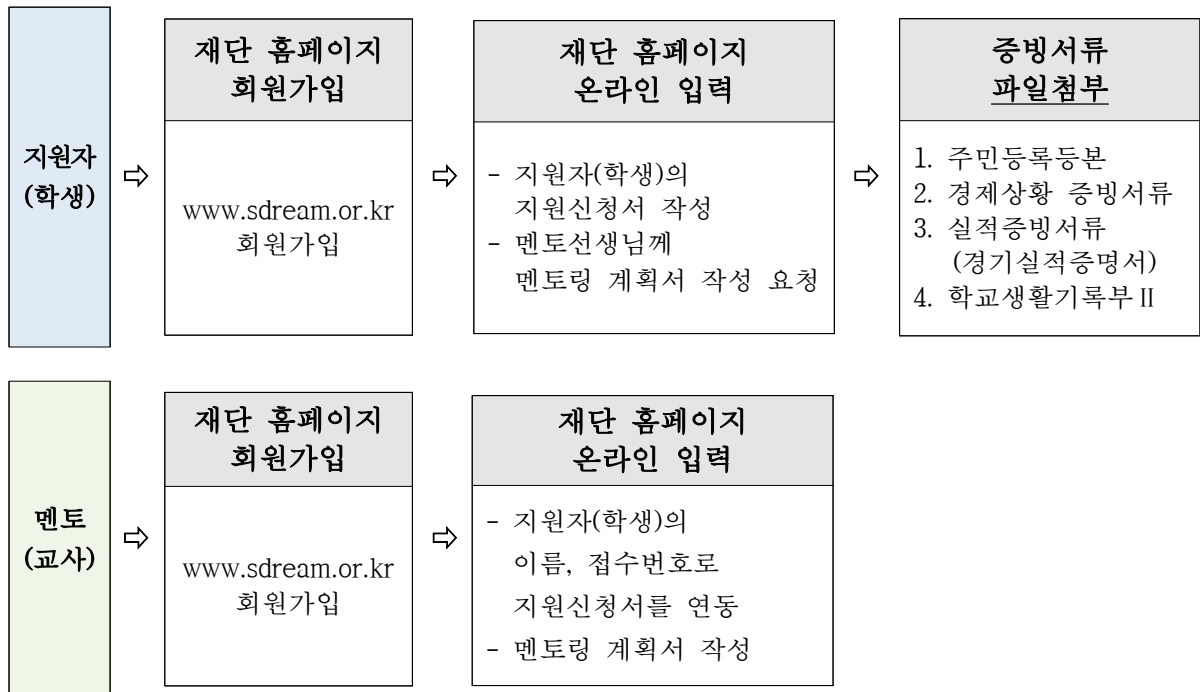 지원자
(학생)
⇨
재단 홈페이지
회원가입
www.sdream.or.kr
회원가입
⇨
재단 홈페이지
온라인 입력
- 지원자(학생)의
지원신청서 작성
- 멘토선생님께
멘토링 계획서 작성 요청
⇨
증빙서류
파일첨부
1. 주민등록등본
2. 경제상황 증빙서류
3. 실적증빙서류
(경기실적증명서)
4. 학교생활기록부Ⅱ
멘토
(교사)
⇨
재단 홈페이지
회원가입
www.sdream.or.kr
회원가입
⇨
재단 홈페이지
온라인 입력
- 지원자(학생)의
이름, 접수번호로
지원신청서를 연동
- 멘토링 계획서 작성